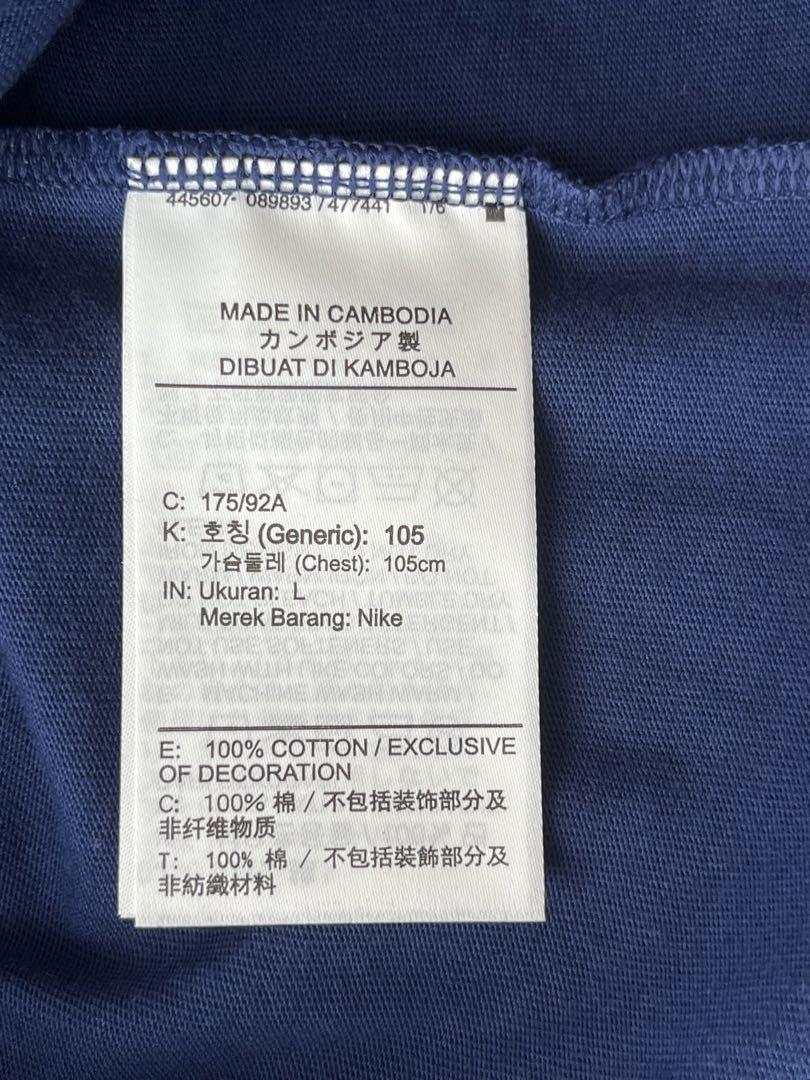 445607- 089893 / 477441 1/6
MADE IN CAMBODIA
カンボジア製
DIBUAT DI KAMBOJA
C: 175/92A
K: 호칭 (Generic): 105
가슴둘레 (Chest): 105cm
IN: Ukuran: L
Merek Barang: Nike
E: 100% COTTON / EXCLUSIVE
OF DECORATION
C: 100% 棉 / 不包括装饰部分及
非纤维物质
T: 100% 棉 / 不包括裝飾部分及
非紡織材料